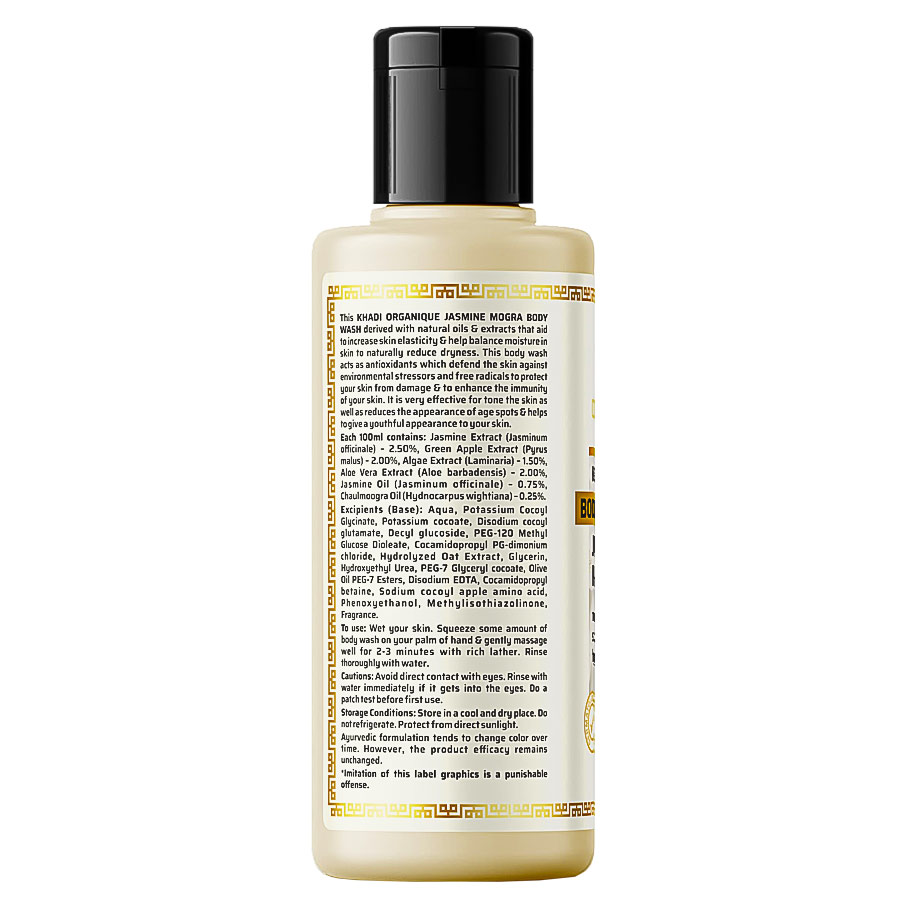 This KHADI ORGANIQUE JASMINE MOGRA BODY
WASH derived with natural oils & extracts that aid
to increase skin elasticity & help balance moisture in
skin to naturally reduce dryness. This body wash
acts as antioxidants which defend the skin against
environmental stressors and free radicals to protect
your skin from damage & to enhance the immunity
of your skin. It is very effective for tone the skin as
well as reduces the appearance of age spots & helps
to give a youthful appearance to your skin.
Each 100ml contains: Jasmine Extract (Jasminum
officinale) - 2.50%, Green Apple Extract (Pyrus
malus) - 2.00%, Algae Extract (Laminaria) - 1.50%,
Aloe Vera Extract (Aloe barbadensis) - 2.00%,
Jasmine Oil (Jasminum officinale) - 0.75%,
Chaulmoogra Oil (Hydnocarpus wightiana) - 0.25%.
Excipients (Base): Aqua, Potassium Cocoyl
Glycinate, Potassium cocoate, Disodium cocoyl
glutamate, Decyl glucoside, PEG-120 Methyl
Glucose Dioleate, Cocamidopropyl PG-dimonium
chloride, Hydrolyzed Oat Extract, Glycerin,
Hydroxyethyl Urea, PEG-7 Glyceryl cocoate, Olive
Oil PEG-7 Esters, Disodium EDTA, Cocamidopropyl
betaine, Sodium cocoyl apple amino acid,
Phenoxyethanol, Methylisothiazolinone,
Fragrance.
To use: Wet your skin. Squeeze some amount of
body wash on your palm of hand & gently massage
well for 2-3 minutes with rich lather. Rinse
thoroughly with water.
Cautions: Avoid direct contact with eyes. Rinse with
water immediately if it gets into the eyes. Do a
patch test before first use.
Storage Conditions: Store in a cool and dry place. Do
not refrigerate. Protect from direct sunlight.
Ayurvedic formulation tends to change color over
time. However, the product efficacy remains
unchanged.
*Imitation of this label graphics is a punishable
offense.
BOD